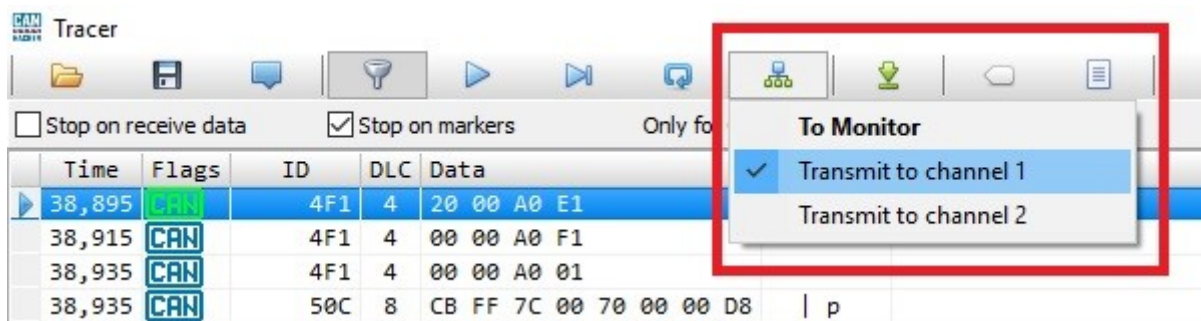 CAN HACKER Tracer
Stop on receive data Stop on markers Only fo
To Monitor
Transmit to channel 1
Transmit to channel 2
Time Flags ID DLC Data
38,895 CAN 4F1 4 20 00 A0 E1
38,915 CAN 4F1 4 00 00 A0 F1
38,935 CAN 4F1 4 00 00 A0 01
38,935 CAN 50C 8 CB FF 7C 00 70 00 00 D8 | p